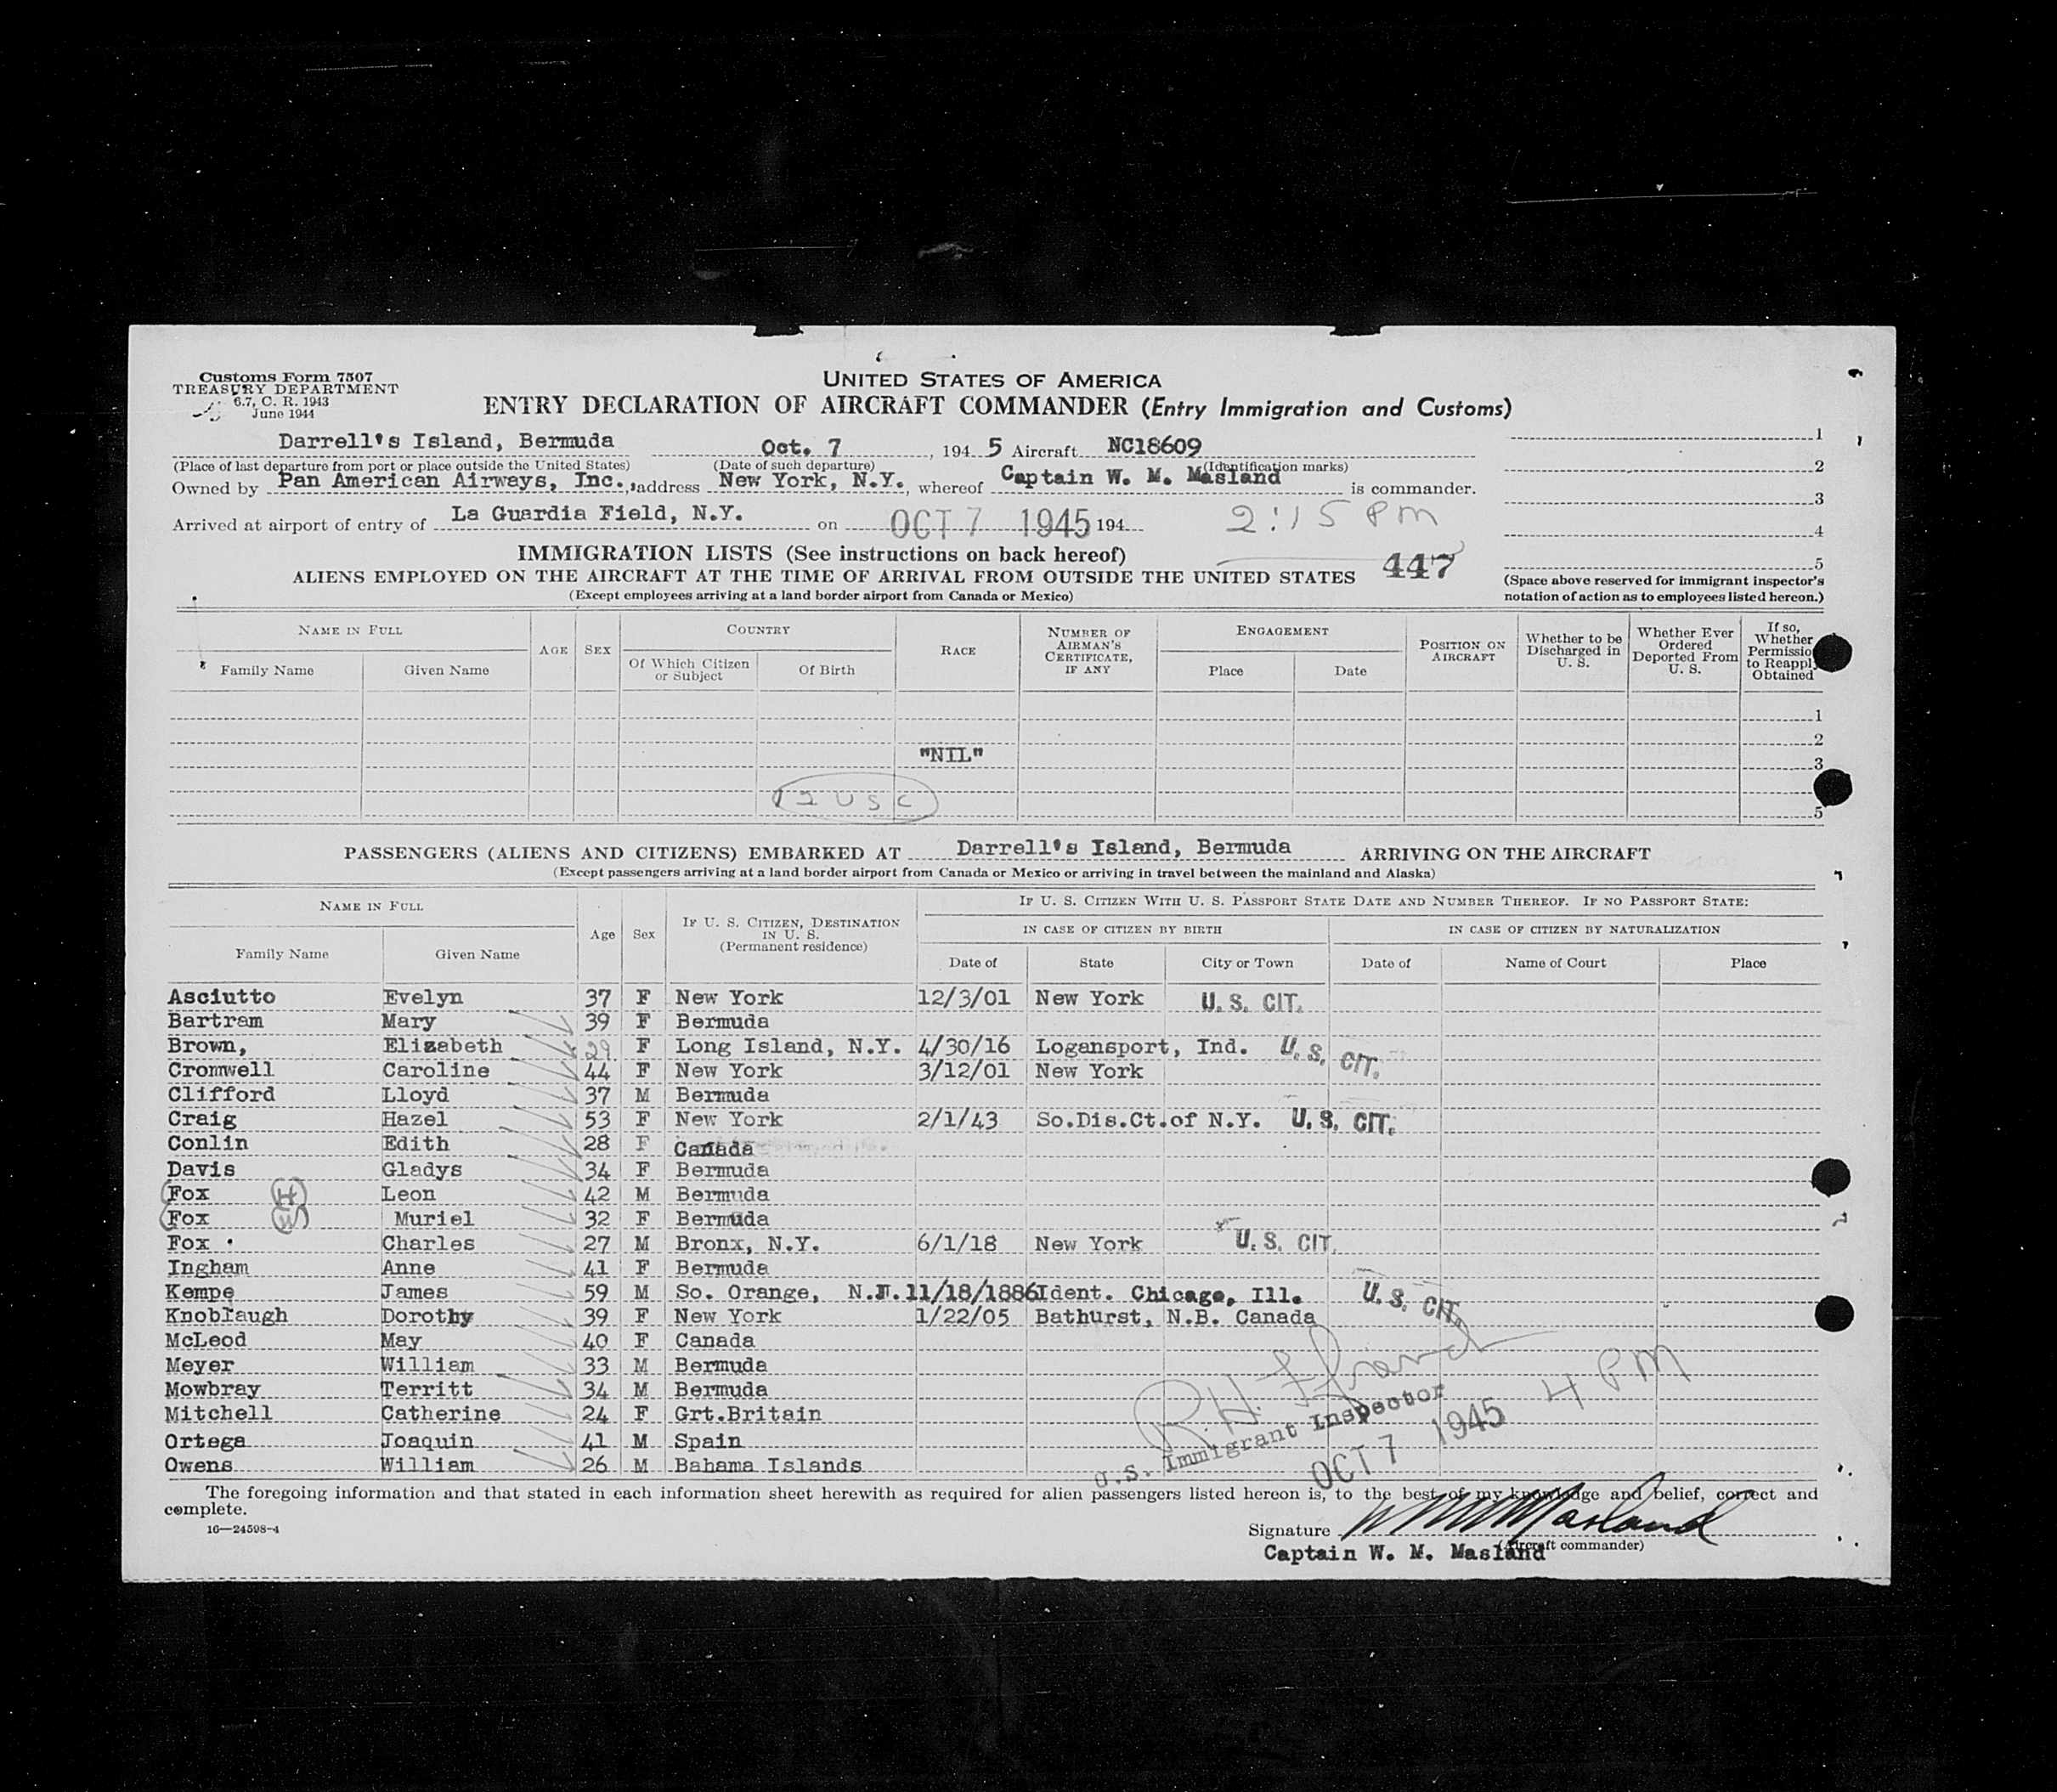 Customs Form 7507
TREASURY DEPARTMENT
6.7, C. R. 1943
June 1944
UNITED STATES OF AMERICA
ENTRY DECLARATION OF AIRCRAFT COMMANDER (Entry Immigration and Customs)
Darrell's Island, Bermuda Oct. 7, 194 5 Aircraft NC18609 1
(Place of last departure from port or place outside the United States) (Date of such departure) (Identification marks) 2
Owned by Pan American Airways, Inc., address New York, N.Y., whereof Captain W. M. Masland is commander. 3
Arrived at airport of entry of La Guardia Field, N.Y. on OCT 7 1945 194 2:15 PM 4
IMMIGRATION LISTS (See instructions on back hereof) 447 5
ALIENS EMPLOYED ON THE AIRCRAFT AT THE TIME OF ARRIVAL FROM OUTSIDE THE UNITED STATES
(Except employees arriving at a land border airport from Canada or Mexico)
(Space above reserved for immigrant inspector's
notation of action as to employees listed hereon.)
NAME IN FULL AGE SEX COUNTRY RACE NUMBER OF AIRMAN'S CERTIFICATE, IF ANY ENGAGEMENT POSITION ON AIRCRAFT Whether to be Discharged in U. S. Whether Ever Ordered Deported From U. S. If so, Whether Permission to Reapply Obtained
Family Name Given Name Of Which Citizen or Subject Of Birth Place Date
1
2
"NIL"
3
12 USC
5
PASSENGERS (ALIENS AND CITIZENS) EMBARKED AT Darrell's Island, Bermuda ARRIVING ON THE AIRCRAFT
(Except passengers arriving at a land border airport from Canada or Mexico or arriving in travel between the mainland and Alaska)
NAME IN FULL Age Sex IF U. S. CITIZEN, DESTINATION IN U. S. (Permanent residence) IF U. S. CITIZEN WITH U. S. PASSPORT STATE DATE AND NUMBER THEREOF. IF NO PASSPORT STATE:
IN CASE OF CITIZEN BY BIRTH IN CASE OF CITIZEN BY NATURALIZATION
Family Name Given Name Date of State City or Town Date of Name of Court Place
Asciutto Evelyn 37 F New York 12/3/01 New York U. S. CIT.
Bartram Mary 39 F Bermuda
Brown, Elizabeth 29 F Long Island, N.Y. 4/30/16 Logansport, Ind. U. S. CIT.
Cromwell Caroline 44 F New York 3/12/01 New York
Clifford Lloyd 37 M Bermuda
Craig Hazel 53 F New York 2/1/43 So.Dis.Ct.of N.Y. U. S. CIT.
Conlin Edith 28 F Canada
Davis Gladys 34 F Bermuda
Fox (H) Leon 42 M Bermuda
Fox (W) Muriel 32 F Bermuda
Fox Charles 27 M Bronx, N.Y. 6/1/18 New York U. S. CIT.
Ingham Anne 41 F Bermuda
Kempe James 59 M So. Orange, N.J. 11/18/1886 Ident. Chicago, Ill. U. S. CIT.
Knoblaugh Dorothy 39 F New York 1/22/05 Bathurst, N.B. Canada
McLeod May 40 F Canada
Meyer William 33 M Bermuda
Mowbray Territt 34 M Bermuda
Mitchell Catherine 24 F Grt.Britain
Ortega Joaquin 41 M Spain
Owens William 26 M Bahama Islands
U.S. Immigrant Inspector
OCT 7 1945 4 PM
The foregoing information and that stated in each information sheet herewith as required for alien passengers listed hereon is, to the best of my knowledge and belief, correct and
complete.
16—24598-4
Signature W M Masland
(Aircraft commander)
Captain W. M. Masland